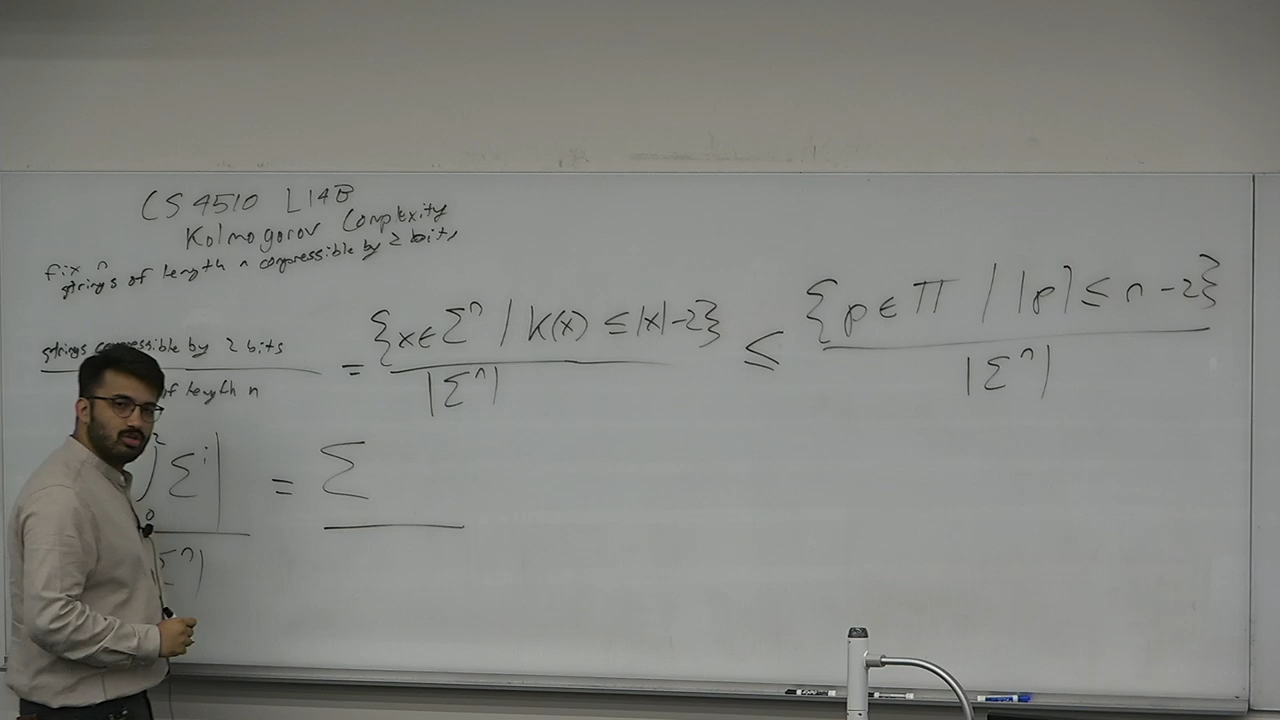 CS 4510 L14B
Kolmogorov Complexity
fix n
strings of length n compressible by 2 bits
strings compressible by 2 bits
of length n
= {x ∈ Σ^n | K(x) ≤ |x|-2} / |Σ^n| ≤ {p ∈ Π | |p| ≤ n-2} / |Σ^n|
Σ^i| = Σ
Σ^n|